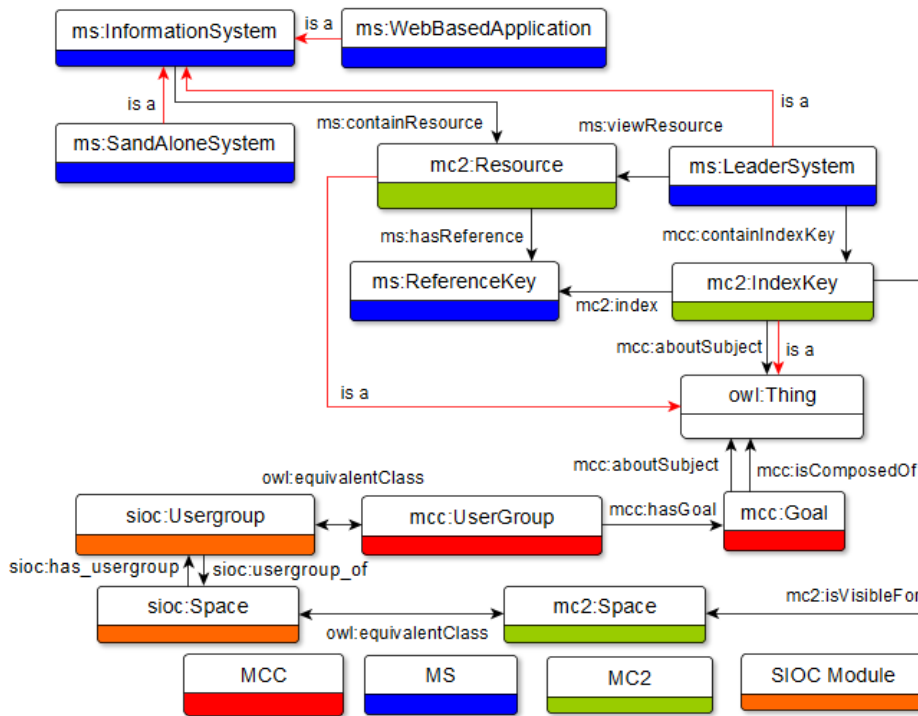 ms:InformationSystem
is a
ms:WebBasedApplication
is a
is a
ms:containResource
ms:viewResource
ms:SandAloneSystem
mc2:Resource
ms:LeaderSystem
ms:hasReference
mcc:containIndexKey
ms:ReferenceKey
mc2:IndexKey
mc2:index
mcc:aboutSubject
is a
is a
owl:Thing
mcc:aboutSubject
mcc:isComposedOf
owl:equivalentClass
sioc:Usergroup
mcc:UserGroup
mcc:hasGoal
mcc:Goal
sioc:has_usergroup
sioc:usergroup_of
sioc:Space
mc2:Space
mc2:isVisibleFor
owl:equivalentClass
MCC
MS
MC2
SIOC Module